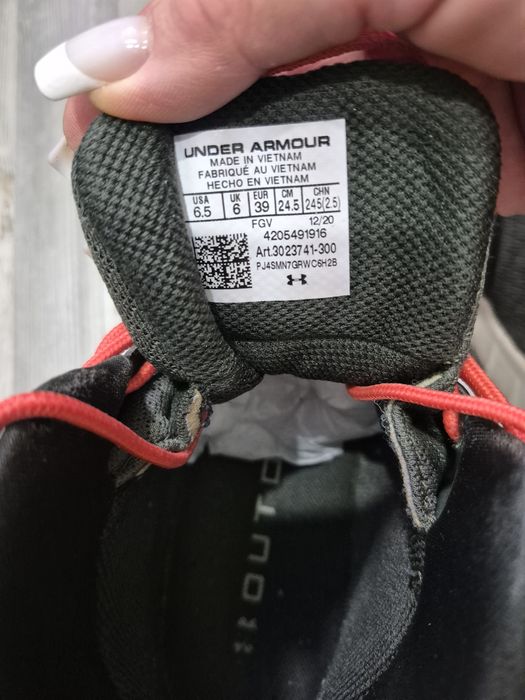 UNDER ARMOUR
MADE IN VIETNAM
FABRIQUÉ AU VIETNAM
HECHO EN VIETNAM
USA UK EUR CM CHN
6.5 6 39 24.5 245(2.5)
FGV 12/20
4205491916
Art.3023741-300
PJ4SMN7GRWC6H2B
OUT